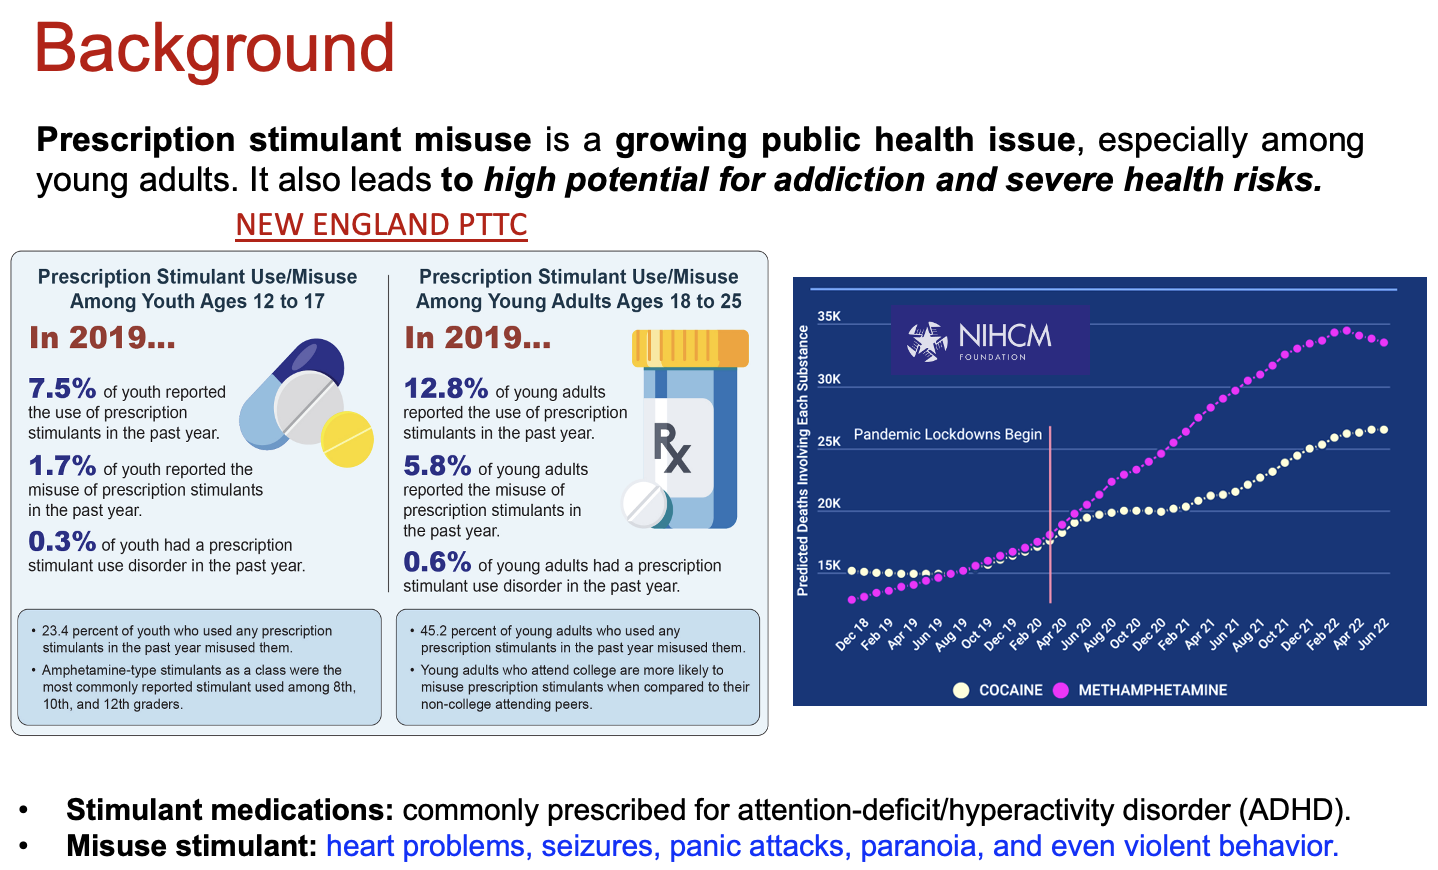 Background
Prescription stimulant misuse is a growing public health issue, especially among
young adults. It also leads to high potential for addiction and severe health risks.
NEW ENGLAND PTTC
Prescription Stimulant Use/Misuse
Among Youth Ages 12 to 17
In 2019...
7.5% of youth reported
the use of prescription
stimulants in the past year.
1.7% of youth reported the
misuse of prescription stimulants
in the past year.
0.3% of youth had a prescription
stimulant use disorder in the past year.
• 23.4 percent of youth who used any prescription
stimulants in the past year misused them.
• Amphetamine-type stimulants as a class were the
most commonly reported stimulant used among 8th,
10th, and 12th graders.
Prescription Stimulant Use/Misuse
Among Young Adults Ages 18 to 25
In 2019...
12.8% of young adults
reported the use of prescription
stimulants in the past year.
5.8% of young adults
reported the misuse of
prescription stimulants in
the past year.
0.6% of young adults had a prescription
stimulant use disorder in the past year.
Rx
• 45.2 percent of young adults who used any
prescription stimulants in the past year misused them.
• Young adults who attend college are more likely to
misuse prescription stimulants when compared to their
non-college attending peers.
NIHCM
FOUNDATION
Predicted Deaths Involving Each Substance
35K
30K
25K
20K
15K
Pandemic Lockdowns Begin
Dec 18
Feb 19
Apr 19
Jun 19
Aug 19
Oct 19
Dec 19
Feb 20
Apr 20
Jun 20
Aug 20
Oct 20
Dec 20
Feb 21
Apr 21
Jun 21
Aug 21
Oct 21
Dec 21
Feb 22
Apr 22
Jun 22
COCAINE METHAMPHETAMINE
• Stimulant medications: commonly prescribed for attention-deficit/hyperactivity disorder (ADHD).
• Misuse stimulant: heart problems, seizures, panic attacks, paranoia, and even violent behavior.